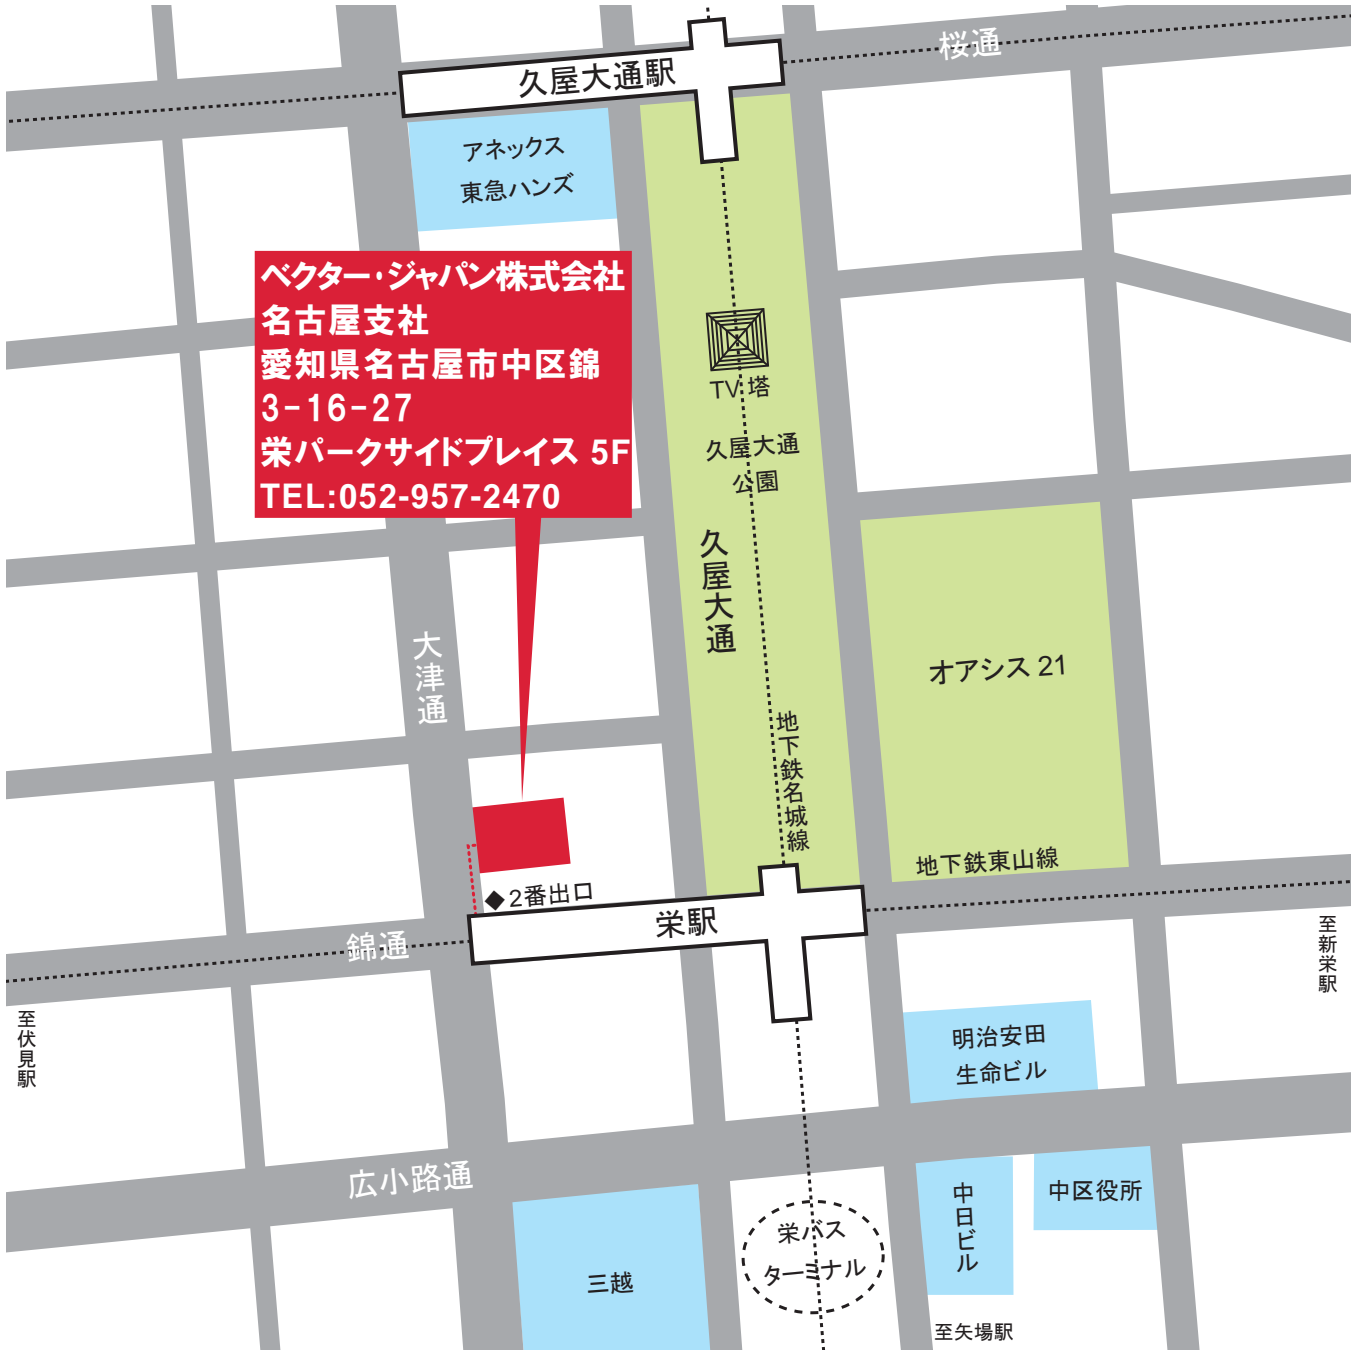 桜通
久屋大通駅
アネックス
東急ハンズ
ベクター・ジャパン株式会社
名古屋支社
愛知県名古屋市中区錦
3-16-27
栄パークサイドプレイス 5F
TEL:052-957-2470
TV 塔
久屋大通
公園
久屋大通
大津通
オアシス 21
地下鉄名城線
地下鉄東山線
◆2番出口
栄駅
錦通
至新栄駅
至伏見駅
明治安田
生命ビル
広小路通
中日ビル
中区役所
栄バス
ターミナル
三越
至矢場駅